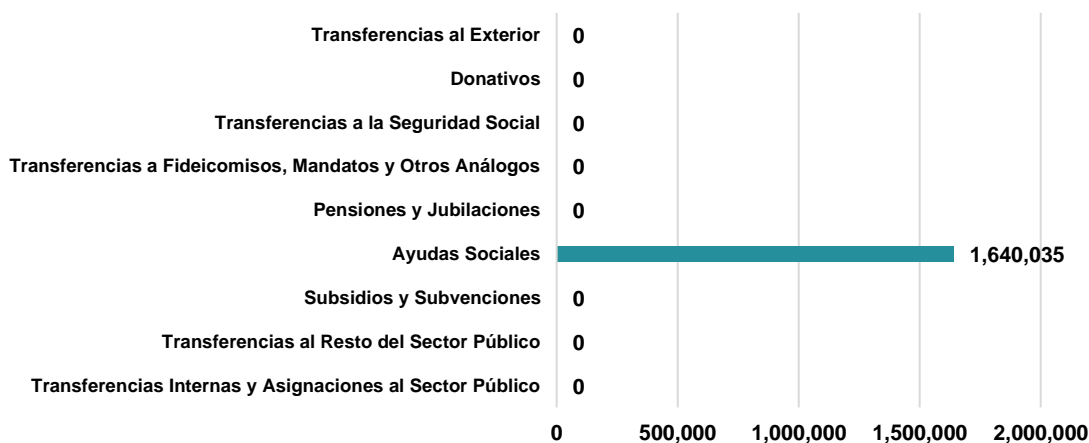 Transferencias al Exterior 0
Donativos 0
Transferencias a la Seguridad Social 0
Transferencias a Fideicomisos, Mandatos y Otros Análogos 0
Pensiones y Jubilaciones 0
Ayudas Sociales 1,640,035
Subsidios y Subvenciones 0
Transferencias al Resto del Sector Público 0
Transferencias Internas y Asignaciones al Sector Público 0
0 500,000 1,000,000 1,500,000 2,000,000